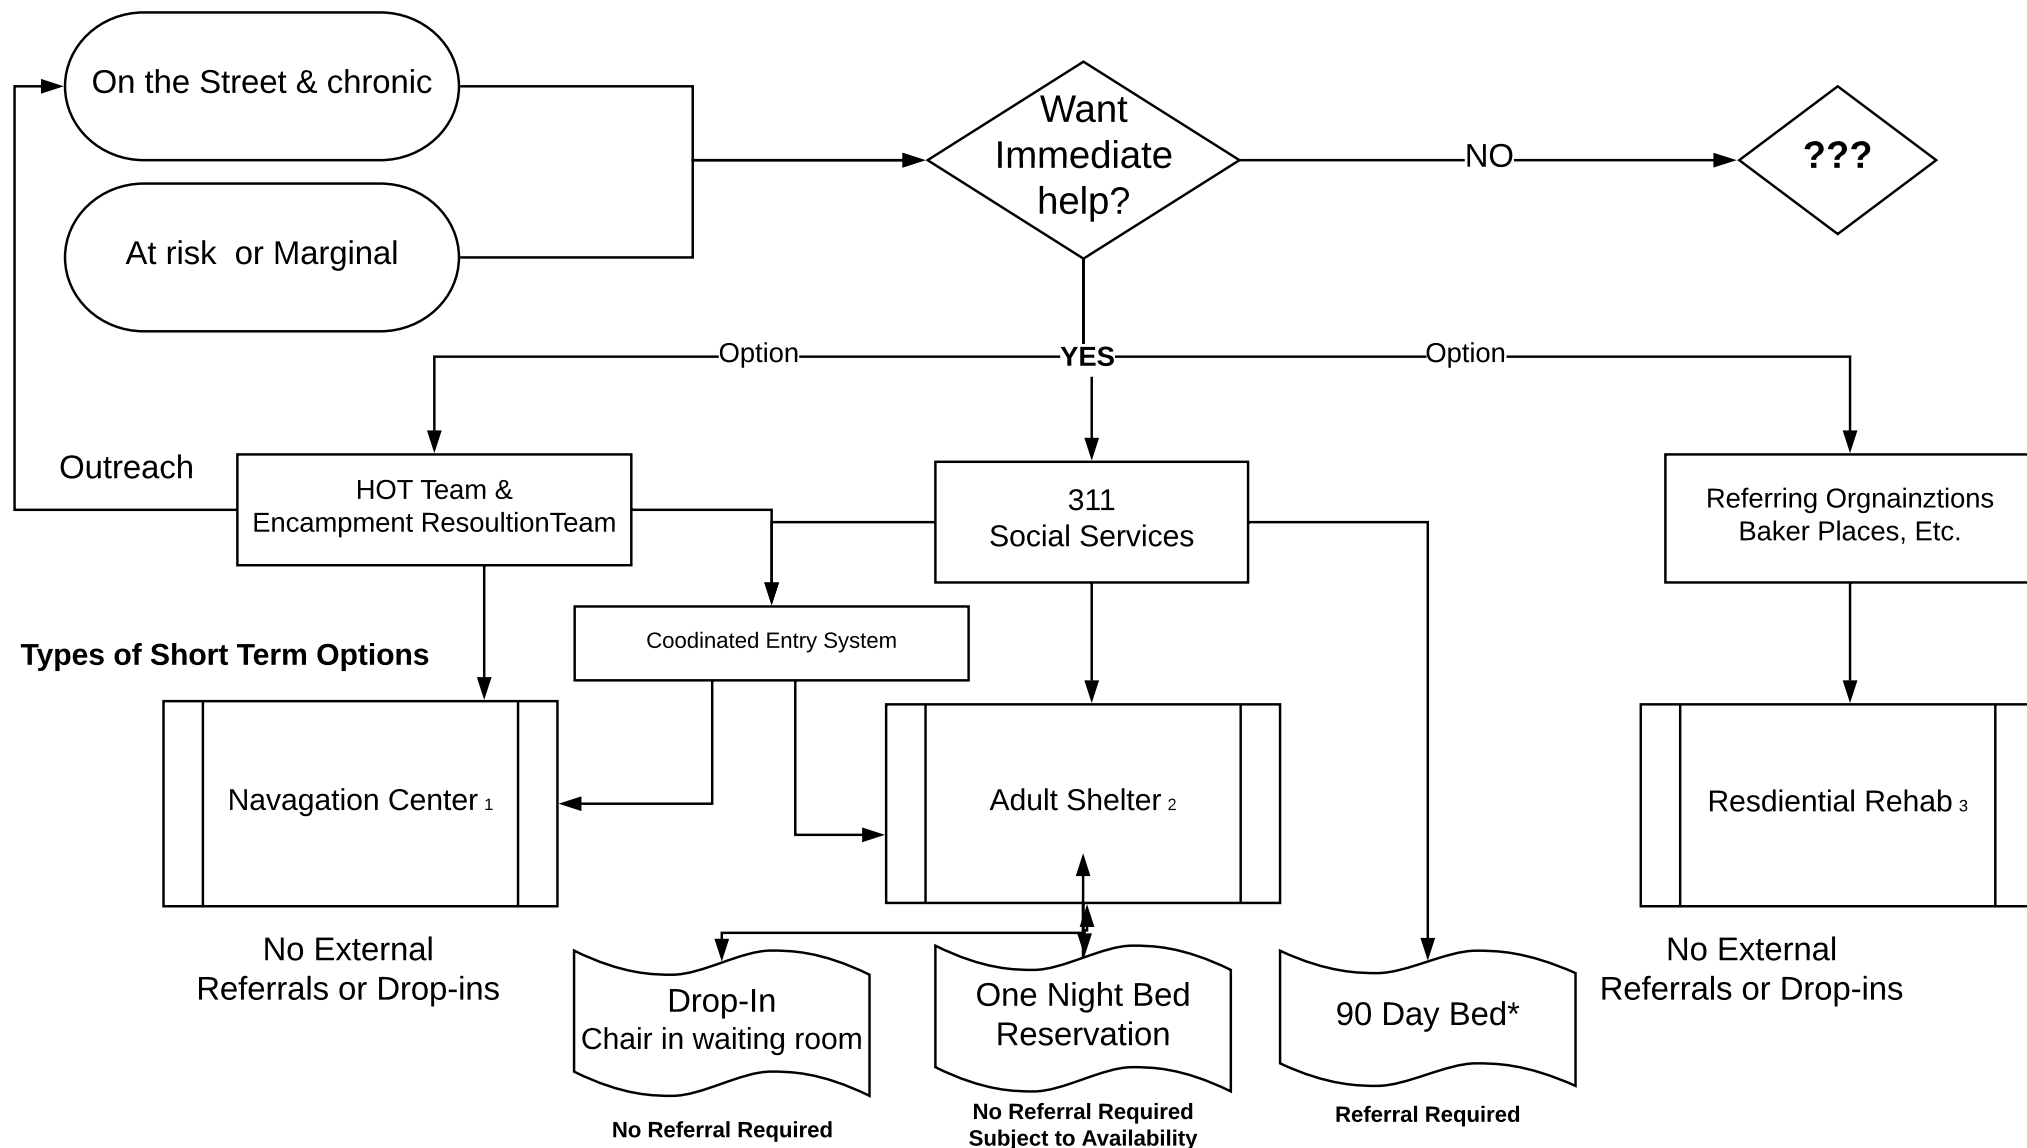 On the Street & chronic
Want
Immediate
help?
NO
???
At risk  or Marginal
Option
YES
Option
Outreach
HOT Team &
Encampment ResoultionTeam
311
Social Services
Referring Orgnainztions
Baker Places, Etc.
Coodinated Entry System
Types of Short Term Options
Navagation Center 1
Adult Shelter 2
Resdiential Rehab 3
No External
Referrals or Drop-ins
Drop-In
Chair in waiting room
One Night Bed
Reservation
90 Day Bed*
No External
Referrals or Drop-ins
No Referral Required
No Referral Required
Subject to Availability
Referral Required